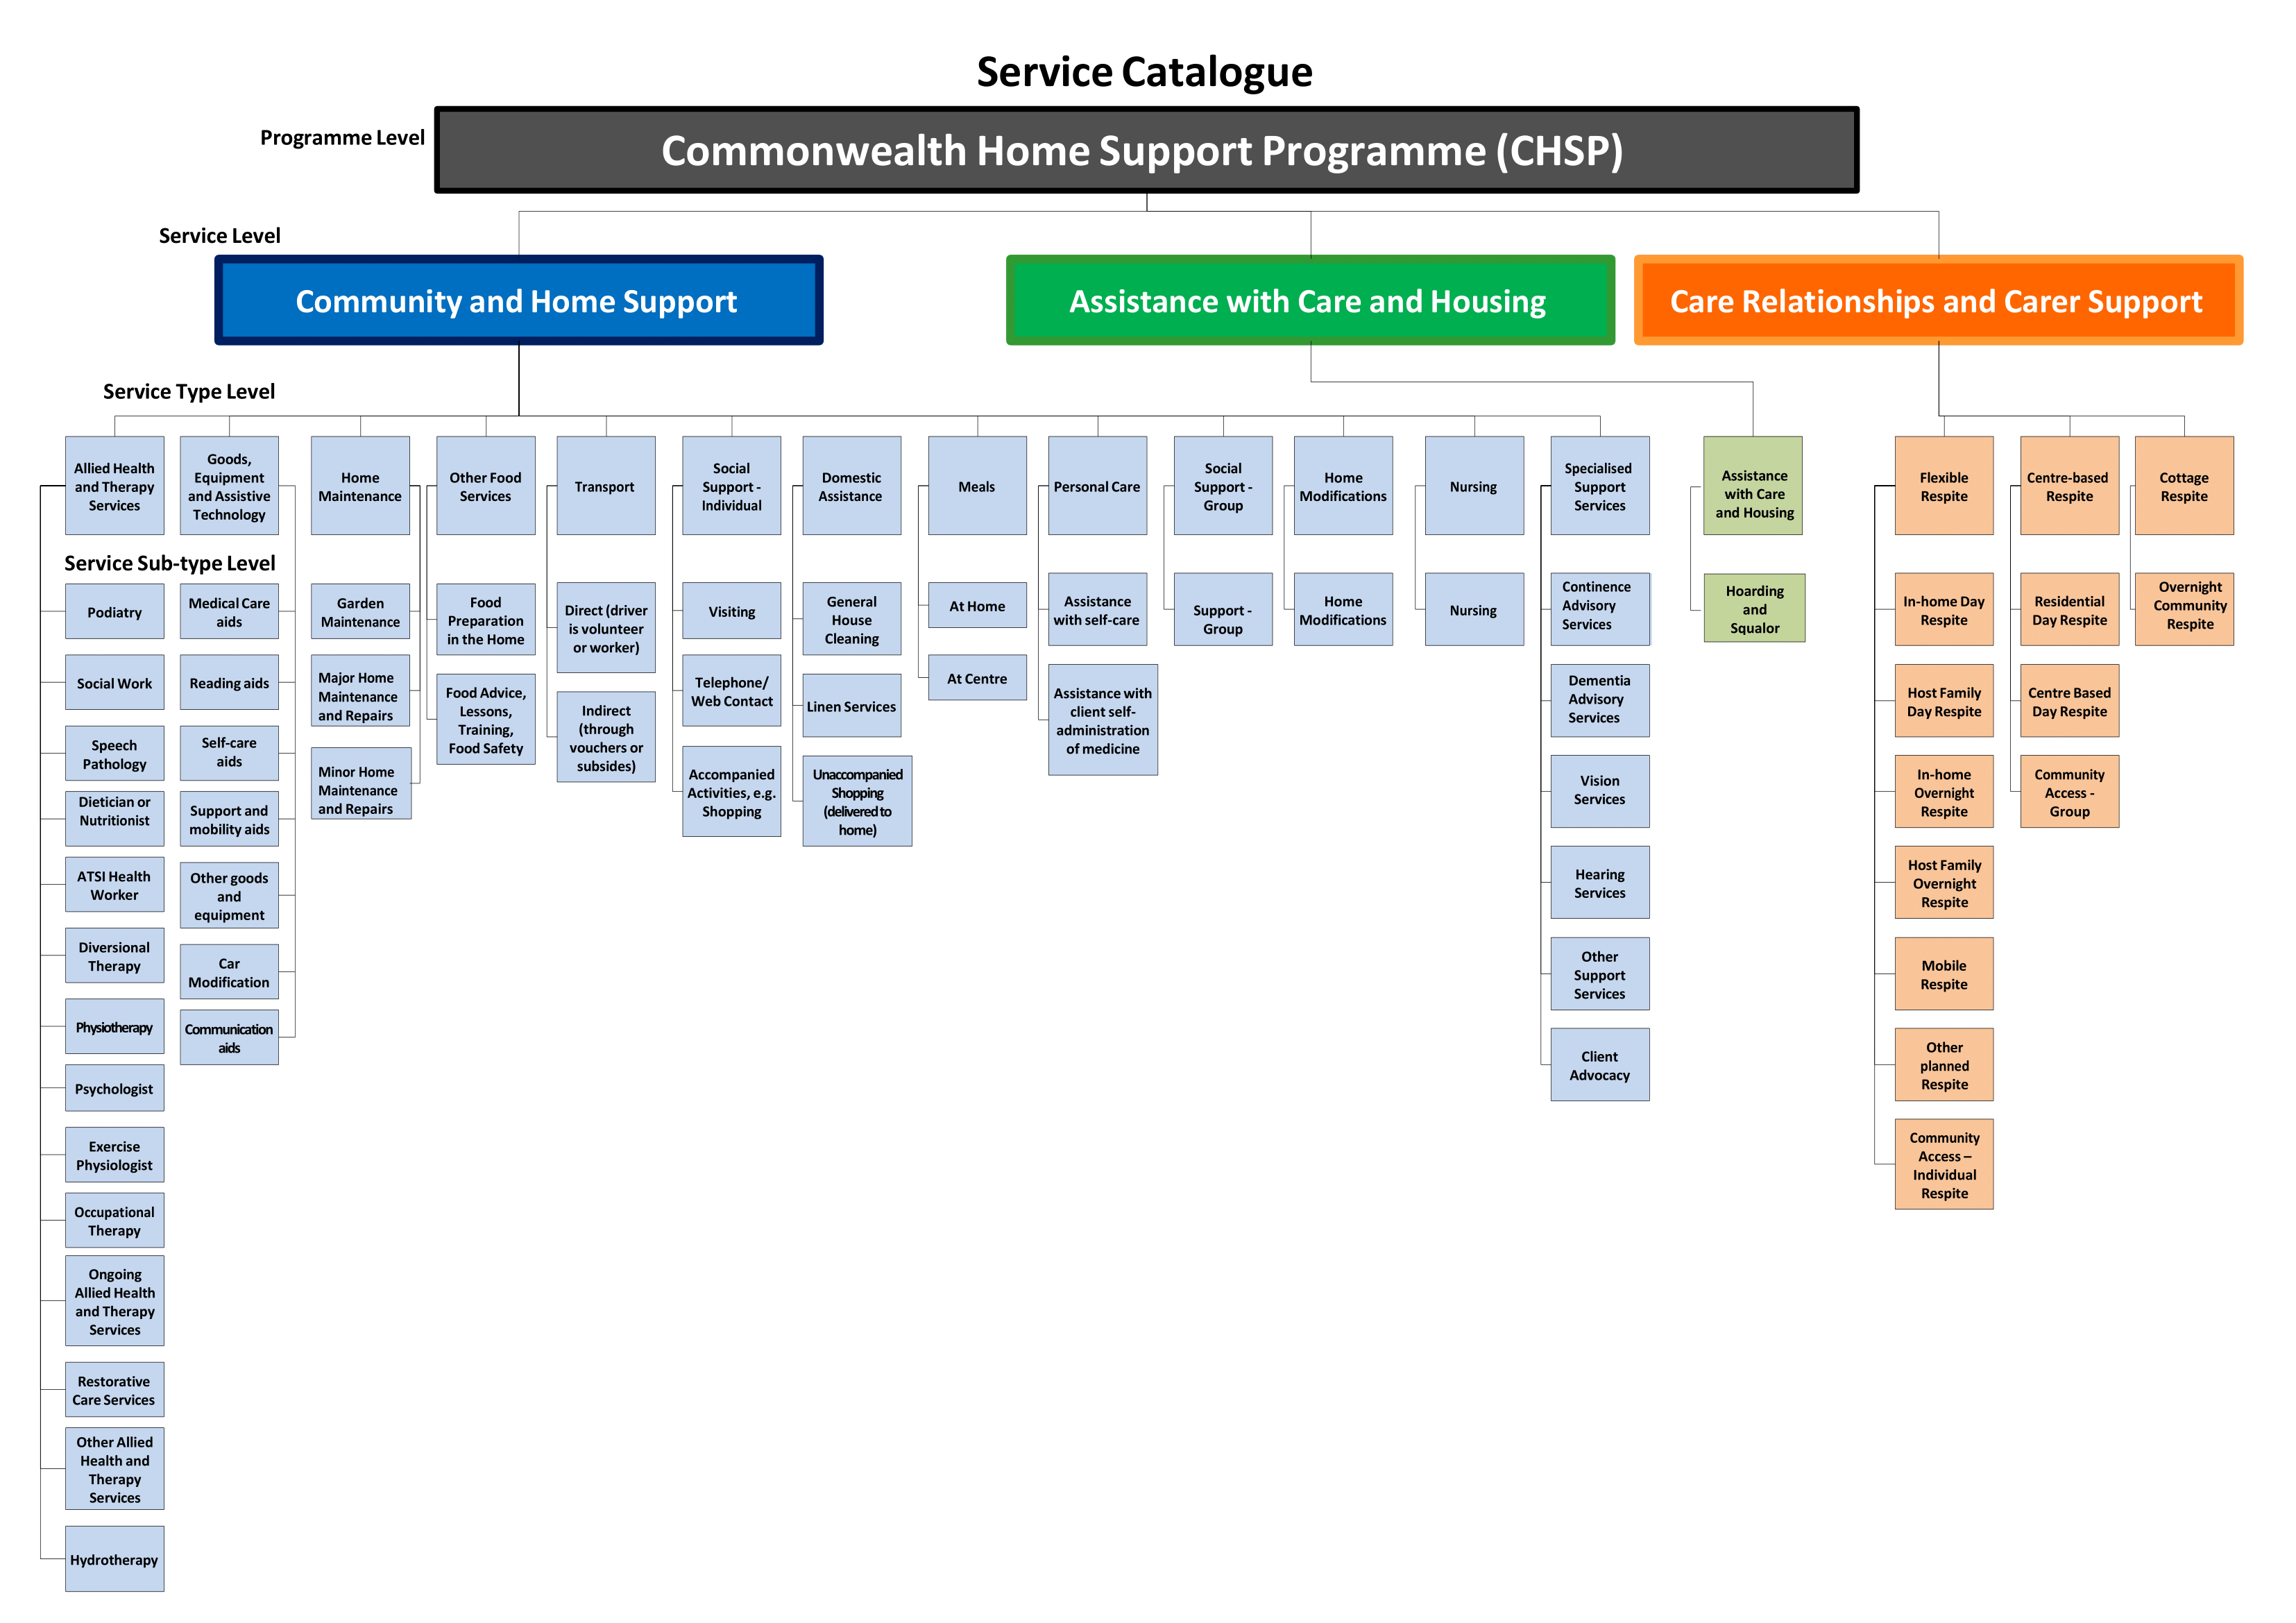 Service Catalogue
Programme Level
Commonwealth Home Support Programme (CHSP)
Service Level
Community and Home Support
Assistance with Care and Housing
Care Relationships and Carer Support
Service Type Level
Allied Health
and Therapy
Services
Goods,
Equipment
and Assistive
Technology
Home
Maintenance
Other Food
Services
Transport
Social
Support -
Individual
Domestic
Assistance
Meals
Personal Care
Social
Support -
Group
Home
Modifications
Nursing
Specialised
Support
Services
Assistance
with Care
and Housing
Flexible
Respite
Centre-based
Respite
Cottage
Respite
Service Sub-type Level
Podiatry
Social Work
Speech
Pathology
Dietician or
Nutritionist
ATSI Health
Worker
Diversional
Therapy
Physiotherapy
Psychologist
Exercise
Physiologist
Occupational
Therapy
Ongoing
Allied Health
and Therapy
Services
Restorative
Care Services
Other Allied
Health and
Therapy
Services
Hydrotherapy
Medical Care
aids
Reading aids
Self-care
aids
Support and
mobility aids
Other goods
and
equipment
Car
Modification
Communication
aids
Garden
Maintenance
Major Home
Maintenance
and Repairs
Minor Home
Maintenance
and Repairs
Food
Preparation
in the Home
Food Advice,
Lessons,
Training,
Food Safety
Direct (driver
is volunteer
or worker)
Indirect
(through
vouchers or
subsides)
Visiting
Telephone/
Web Contact
Accompanied
Activities, e.g.
Shopping
General
House
Cleaning
Linen Services
Unaccompanied
Shopping
(delivered to
home)
At Home
At Centre
Assistance
with self-care
Assistance with
client self-
administration
of medicine
Support -
Group
Home
Modifications
Nursing
Continence
Advisory
Services
Dementia
Advisory
Services
Vision
Services
Hearing
Services
Other
Support
Services
Client
Advocacy
Hoarding
and
Squalor
In-home Day
Respite
Host Family
Day Respite
In-home
Overnight
Respite
Host Family
Overnight
Respite
Mobile
Respite
Other
planned
Respite
Community
Access –
Individual
Respite
Residential
Day Respite
Centre Based
Day Respite
Community
Access -
Group
Overnight
Community
Respite